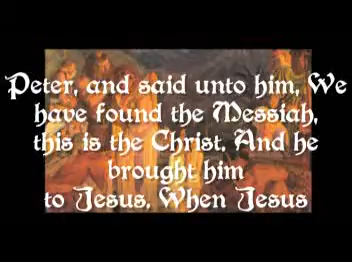 Peter, and said unto him, We
have found the Messiah,
this is the Christ. And he
brought him
to Jesus. When Jesus